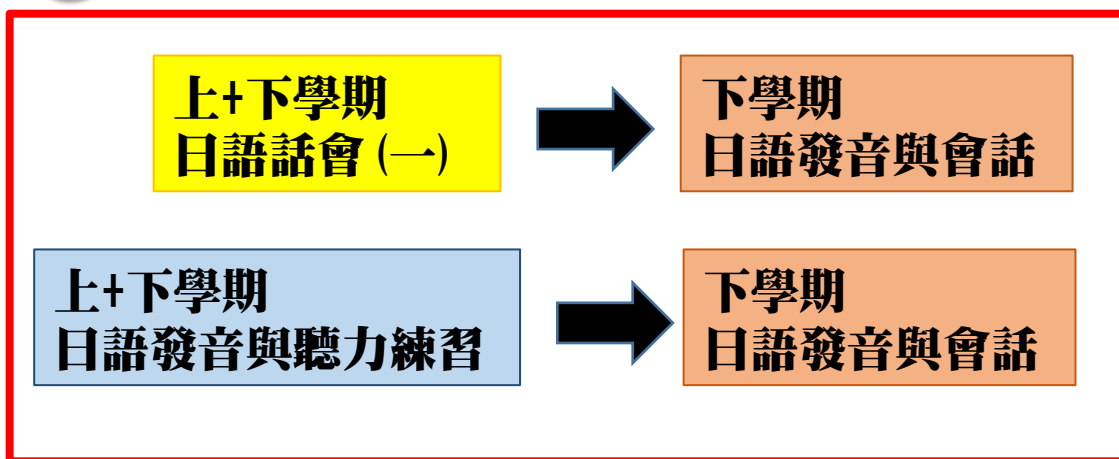 上+下學期
日語話會(一)
下學期
日語發音與會話
上+下學期
日語發音與聽力練習
下學期
日語發音與會話